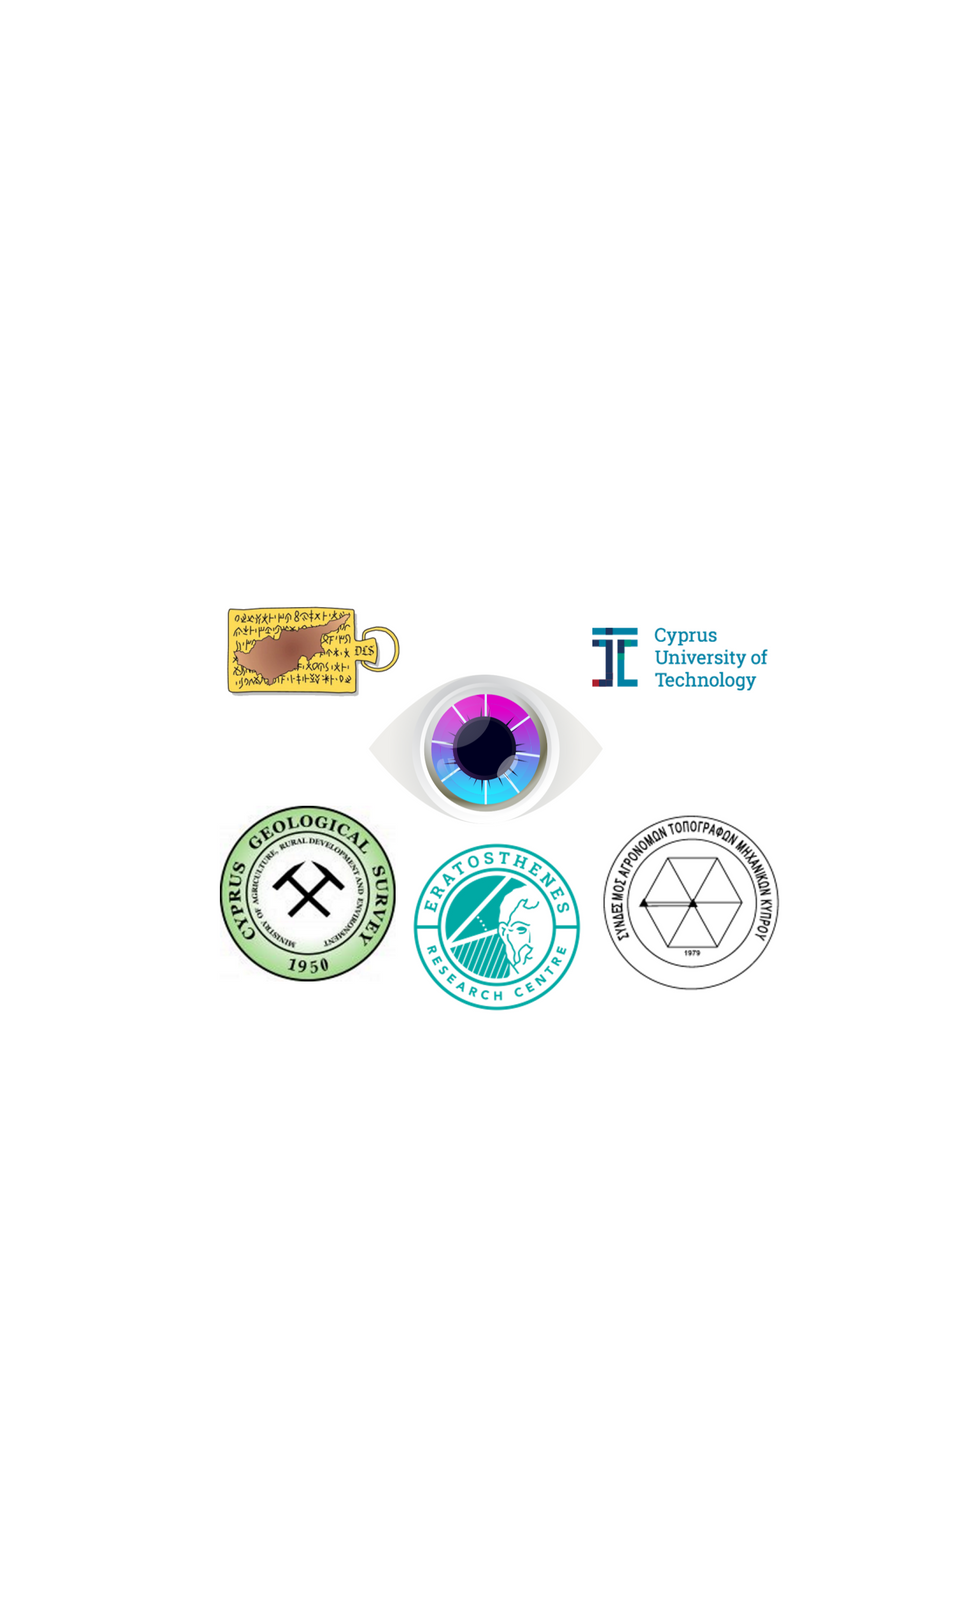 DLS
Cyprus
University of
Technology
CYPRUS GEOLOGICAL SURVEY
MINISTRY OF AGRICULTURE, RURAL DEVELOPMENT AND ENVIRONMENT
1950
ERATOSTHENES
RESEARCH CENTRE
ΣΥΝΔΕΣΜΟΣ ΑΓΡΟΝΟΜΩΝ ΤΟΠΟΓΡΑΦΩΝ ΜΗΧΑΝΙΚΩΝ ΚΥΠΡΟΥ
1979